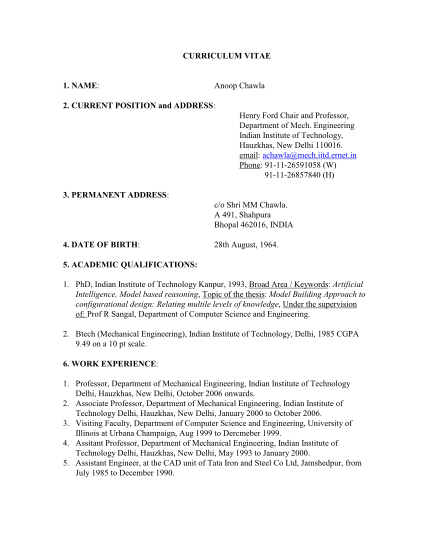 CURRICULUM VITAE
1. NAME: Anoop Chawla
2. CURRENT POSITION and ADDRESS:
Henry Ford Chair and Professor,
Department of Mech. Engineering
Indian Institute of Technology,
Hauzkhas, New Delhi 110016.
email: achawla@mech.iitd.ernet.in
Phone: 91-11-26591058 (W)
91-11-26857840 (H)
3. PERMANENT ADDRESS:
c/o Shri MM Chawla.
A 491, Shahpura
Bhopal 462016, INDIA
4. DATE OF BIRTH: 28th August, 1964.
5. ACADEMIC QUALIFICATIONS:
1. PhD, Indian Institute of Technology Kanpur, 1993, Broad Area / Keywords: Artificial
Intelligence, Model based reasoning, Topic of the thesis: Model Building Approach to
configurational design: Relating multile levels of knowledge, Under the supervision
of: Prof R Sangal, Department of Computer Science and Engineering.
2. Btech (Mechanical Engineering), Indian Institute of Technology, Delhi, 1985 CGPA
9.49 on a 10 pt scale.
6. WORK EXPERIENCE:
1. Professor, Department of Mechanical Engineering, Indian Institute of Technology
Delhi, Hauzkhas, New Delhi, October 2006 onwards.
2. Associate Professor, Department of Mechanical Engineering, Indian Institute of
Technology Delhi, Hauzkhas, New Delhi, January 2000 to October 2006.
3. Visiting Faculty, Department of Computer Science and Engineering, University of
Illinois at Urbana Champaign, Aug 1999 to Dercmeber 1999.
4. Assitant Professor, Department of Mechanical Engineering, Indian Institute of
Technology Delhi, Hauzkhas, New Delhi, May 1993 to January 2000.
5. Assistant Engineer, at the CAD unit of Tata Iron and Steel Co Ltd, Jamshedpur, from
July 1985 to December 1990.